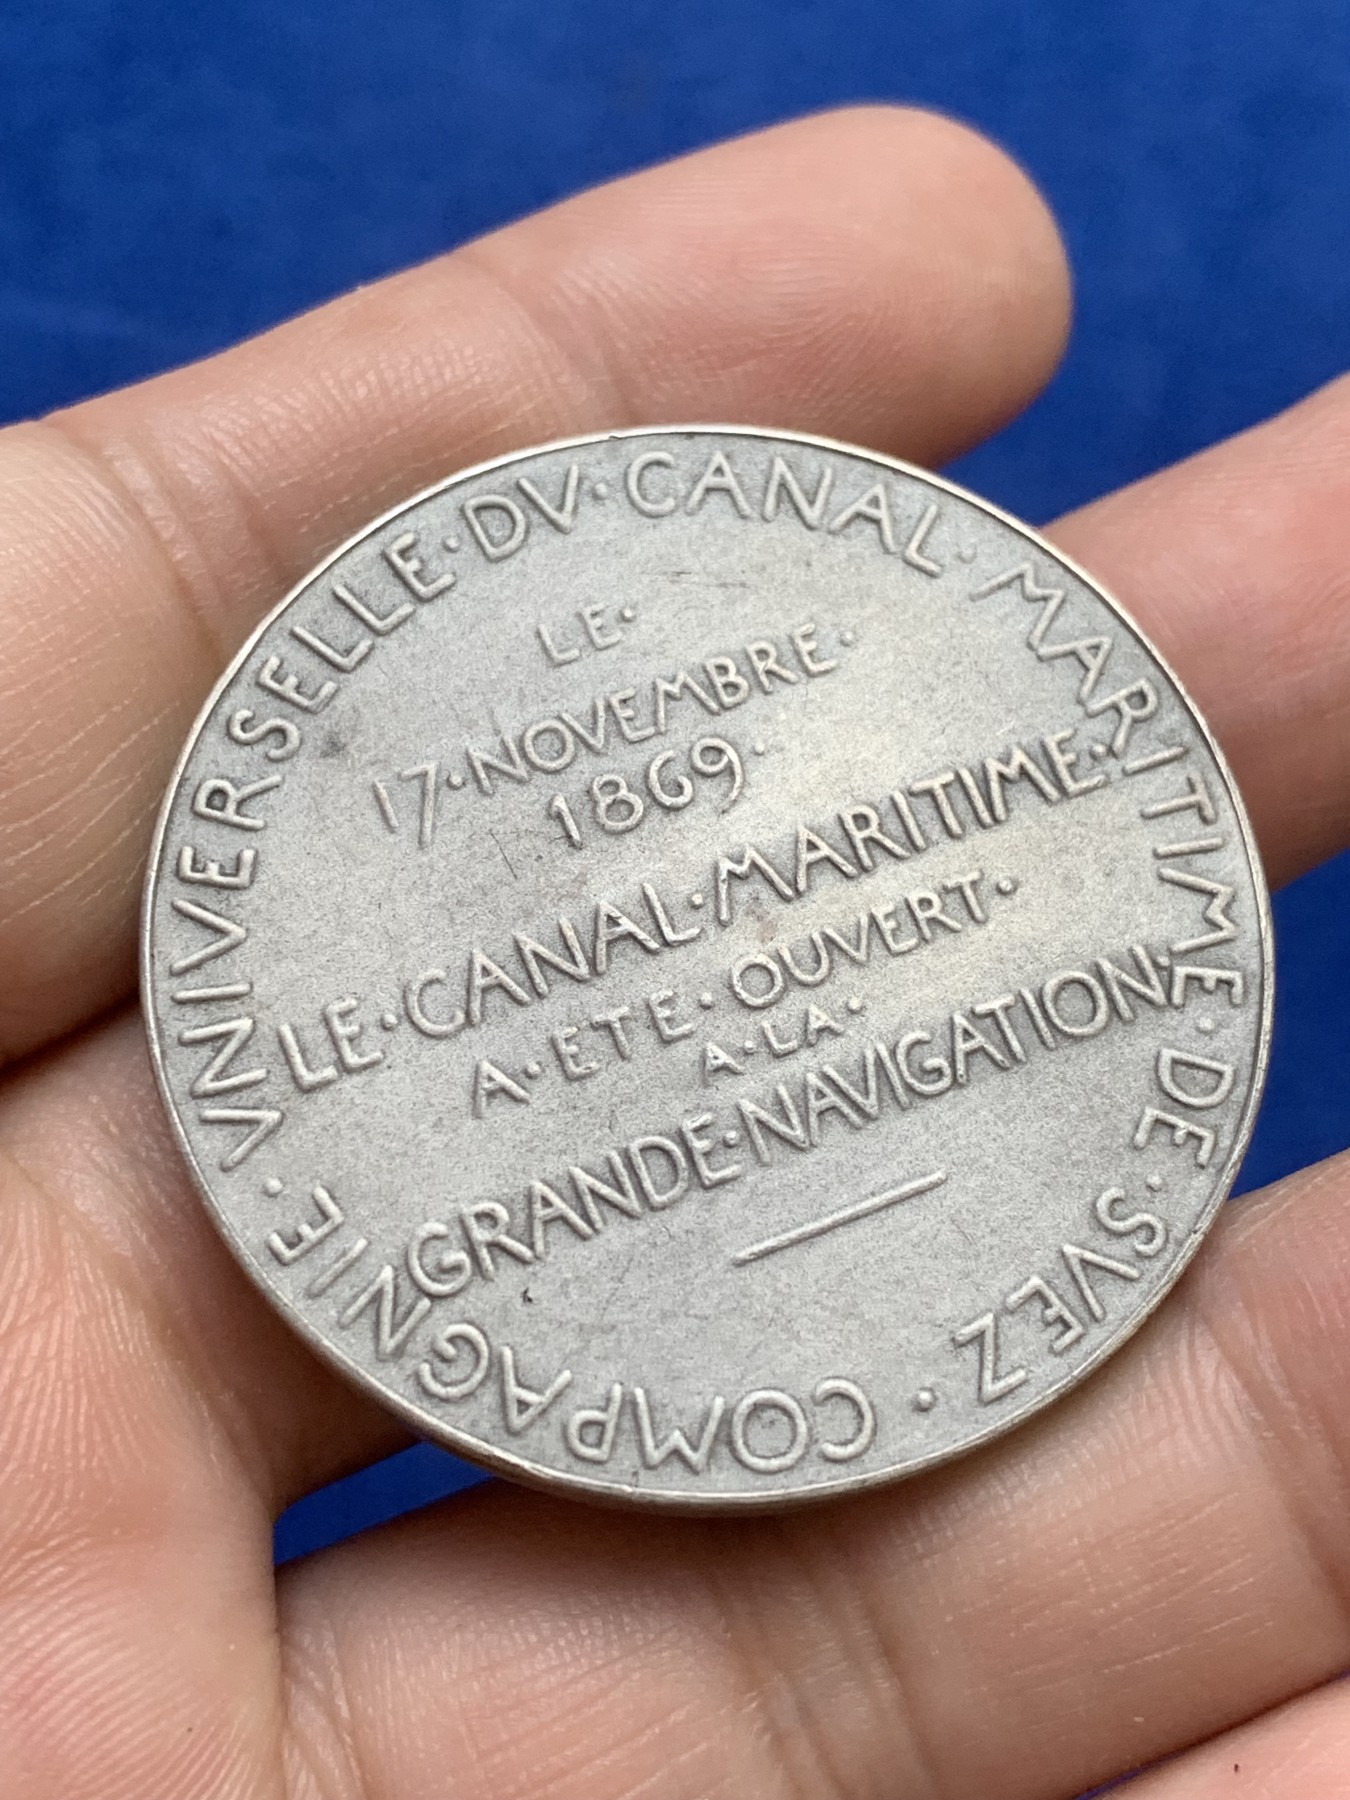 COMPAGNIE · VNIVERSELLE · DV · CANAL · MARITIME · DE · SVEZ ·
LE ·
17 · NOVEMBRE ·
1869 ·
LE · CANAL · MARITIME ·
A · ETE · OUVERT ·
A · LA ·
GRANDE · NAVIGATION ·